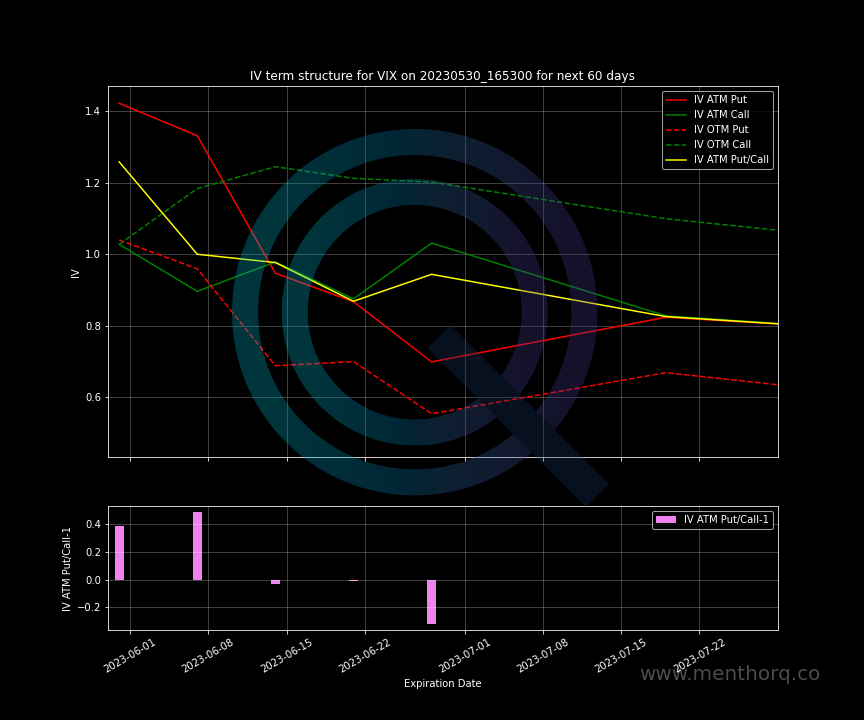 IV term structure for VIX on 20230530_165300 for next 60 days
IV ATM Put
IV ATM Call
IV OTM Put
IV OTM Call
IV ATM Put/Call
1.4
1.2
1.0
0.8
0.6
IV
IV ATM Put/Call-1
0.4
0.2
0.0
−0.2
IV ATM Put/Call-1
2023-06-01
2023-06-08
2023-06-15
2023-06-22
2023-07-01
2023-07-08
2023-07-15
2023-07-22
Expiration Date
www.menthorq.co